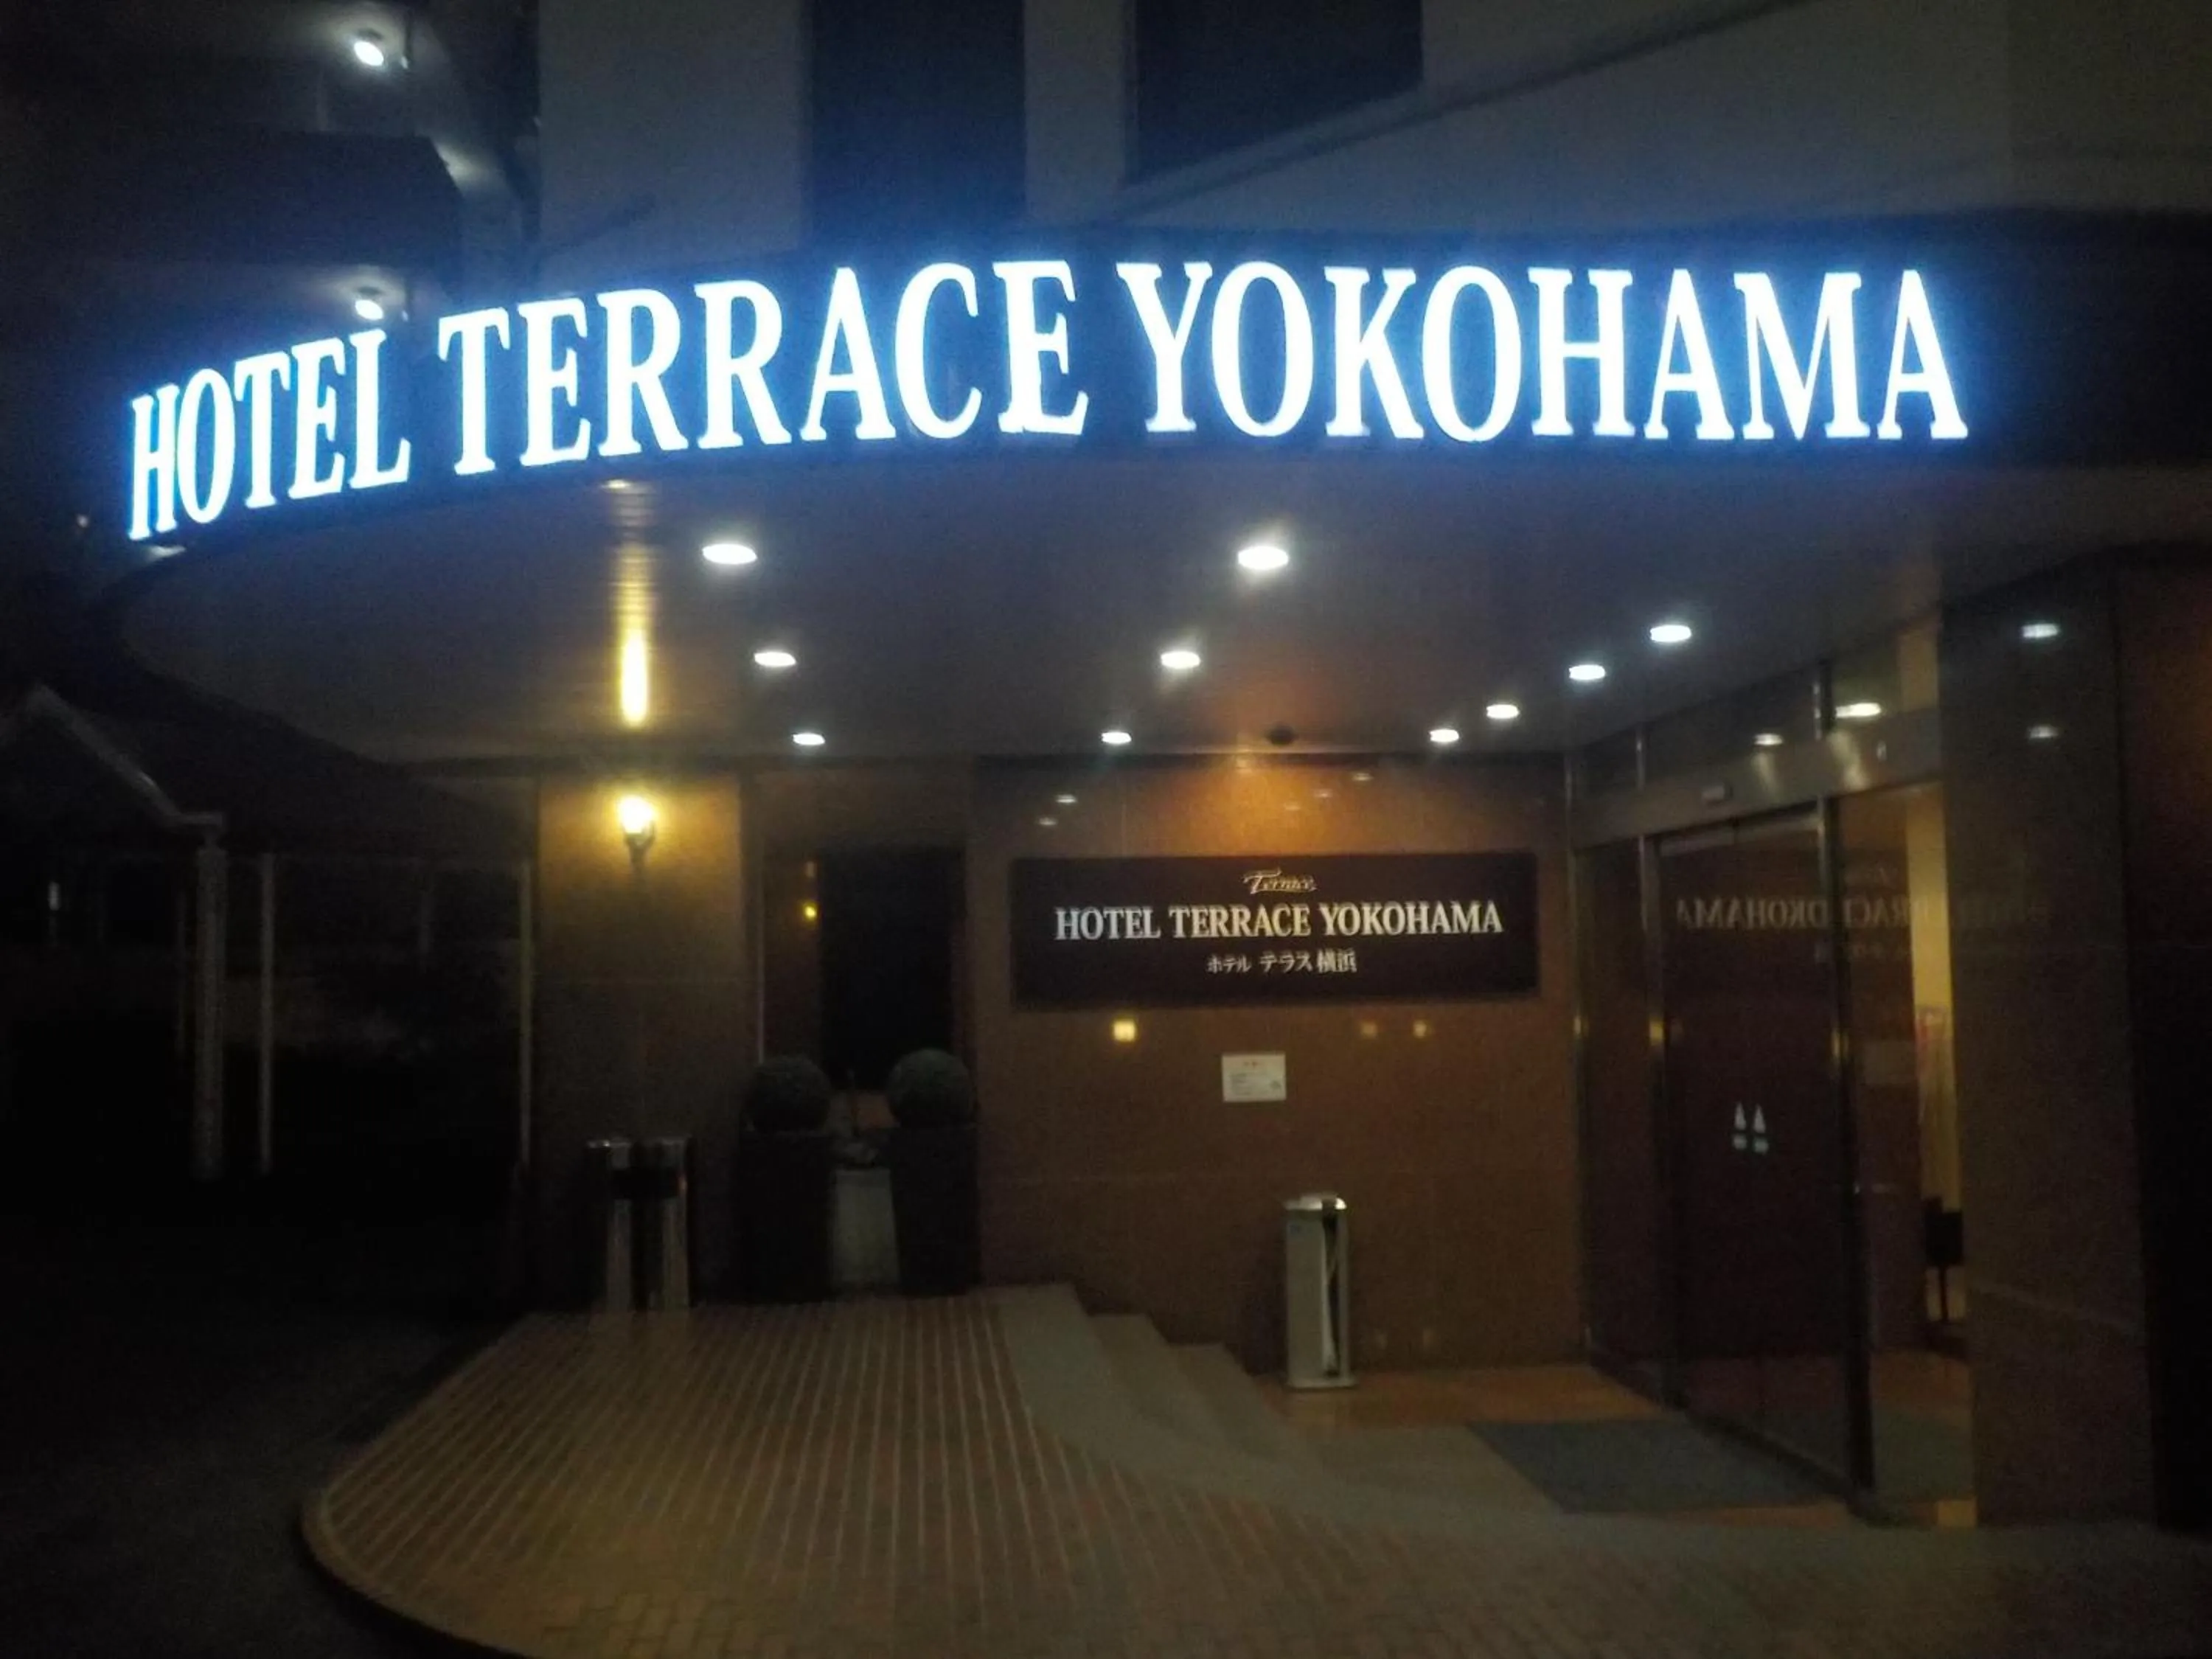 HOTEL TERRACE YOKOHAMA
Terrace
HOTEL TERRACE YOKOHAMA
ホテル テラス 横浜